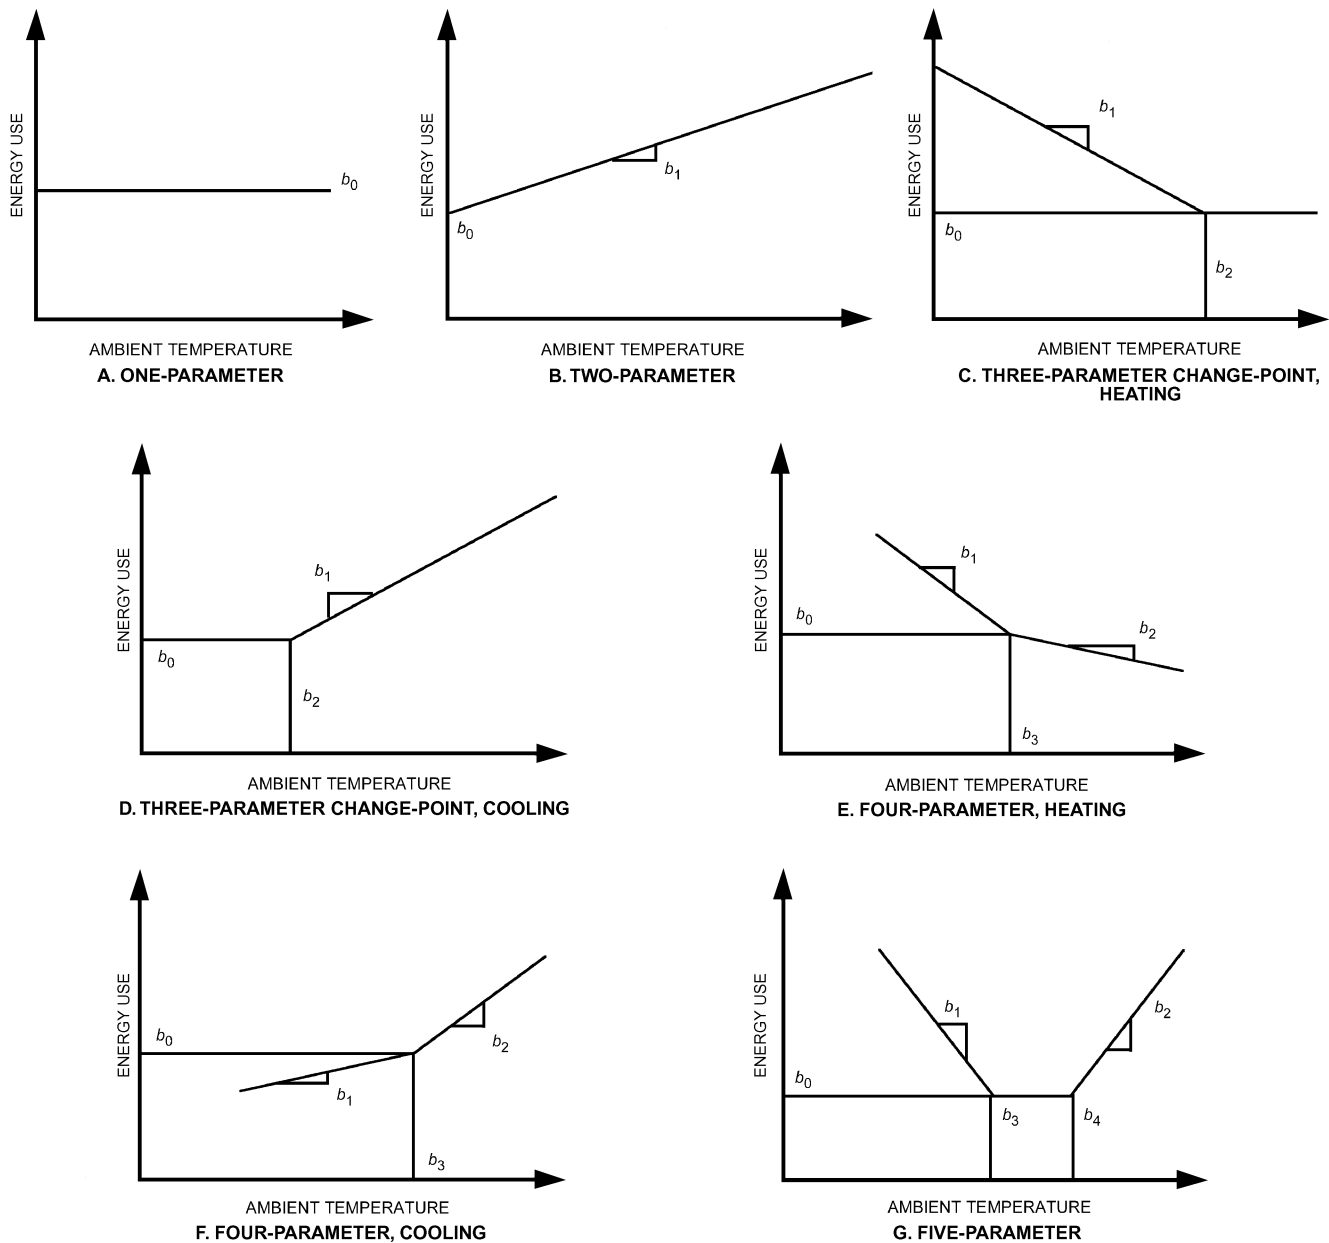 ENERGY USE
b0
AMBIENT TEMPERATURE
A. ONE-PARAMETER
ENERGY USE
b1
b0
AMBIENT TEMPERATURE
B. TWO-PARAMETER
ENERGY USE
b1
b0
b2
AMBIENT TEMPERATURE
C. THREE-PARAMETER CHANGE-POINT,
HEATING
ENERGY USE
b1
b0
b2
AMBIENT TEMPERATURE
D. THREE-PARAMETER CHANGE-POINT, COOLING
ENERGY USE
b1
b0
b2
b3
AMBIENT TEMPERATURE
E. FOUR-PARAMETER, HEATING
ENERGY USE
b0
b2
b1
b3
AMBIENT TEMPERATURE
F. FOUR-PARAMETER, COOLING
ENERGY USE
b1
b2
b0
b3
b4
AMBIENT TEMPERATURE
G. FIVE-PARAMETER